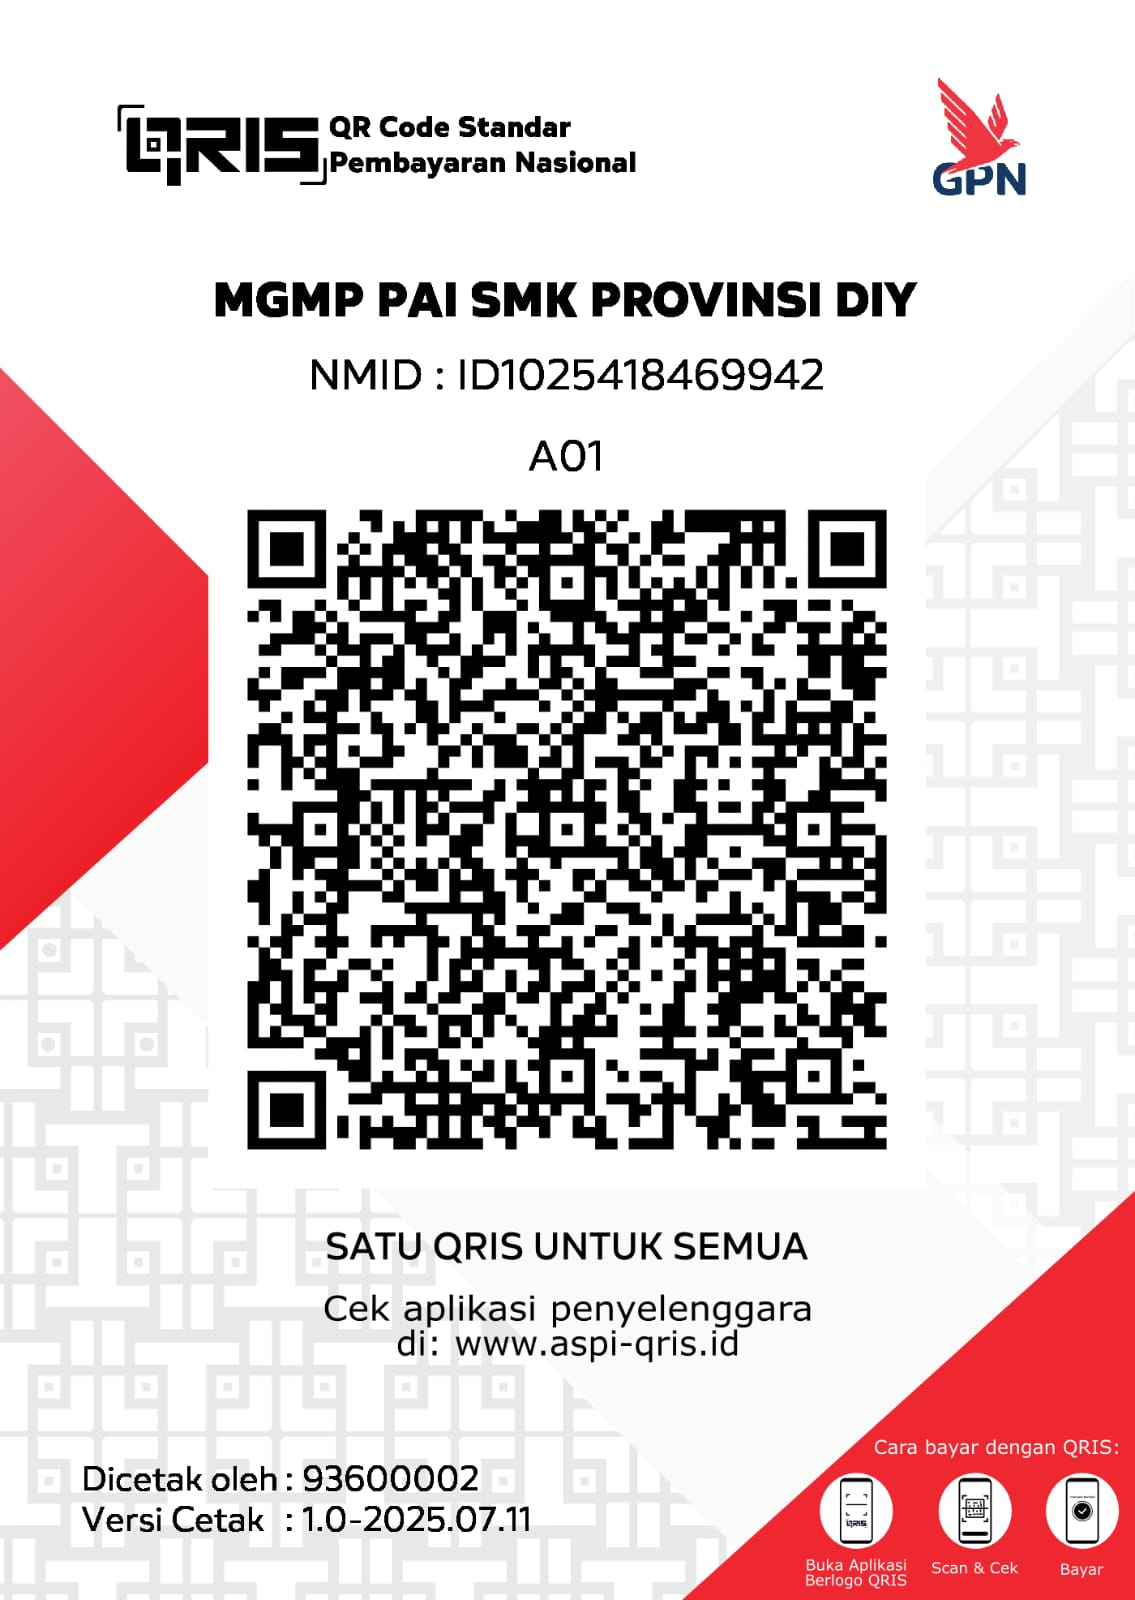 QRIS
QR Code Standar
Pembayaran Nasional
GPN
MGMP PAI SMK PROVINSI DIY
NMID : ID1025418469942
A01
SATU QRIS UNTUK SEMUA
Cek aplikasi penyelenggara
di: www.aspi-qris.id
Dicetak oleh : 93600002
Versi Cetak : 1.0-2025.07.11
Cara bayar dengan QRIS:
QRIS
Buka Aplikasi
Berlogo QRIS
Scan & Cek
Bayar